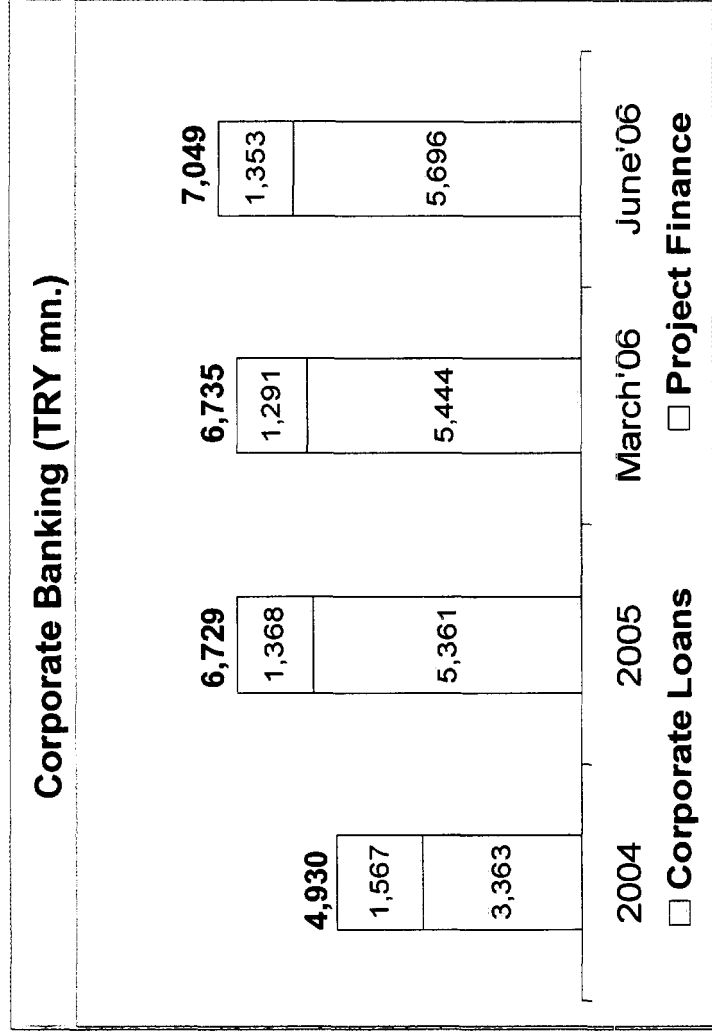 Corporate Banking (TRY mn.)
4,930 6,729 6,735 7,049
1,567 1,368 1,291 1,353
3,363 5,361 5,444 5,696
2004 2005 March'06 June'06
Corporate Loans Project Finance